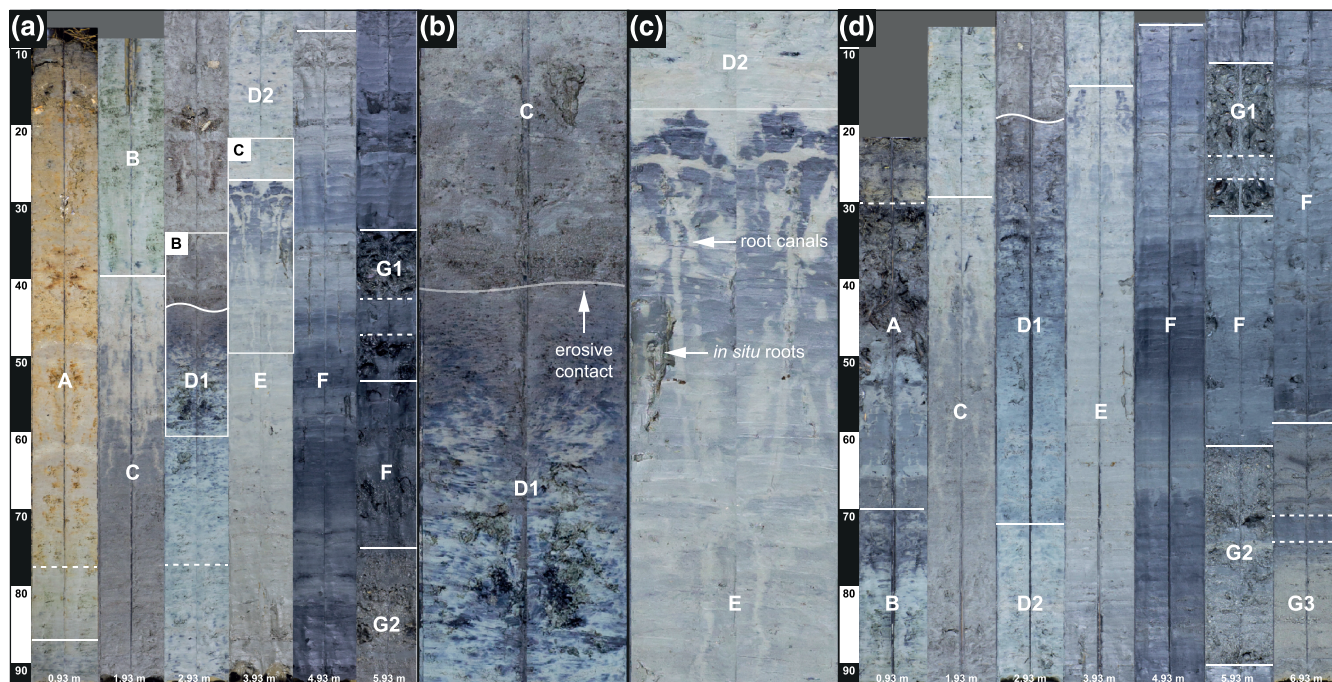 (a)
10
20
30
40
50
60
70
80
90
A
0.93 m
B
C
1.93 m
B
D1
2.93 m
D2
C
E
3.93 m
F
4.93 m
G1
F
G2
5.93 m
(b)
C
erosive
contact
D1
(c)
D2
root canals
in situ roots
E
(d)
10
20
30
40
50
60
70
80
90
A
B
0.93 m
C
1.93 m
D1
D2
2.93 m
E
3.93 m
F
4.93 m
G1
F
G2
5.93 m
F
G3
6.93 m